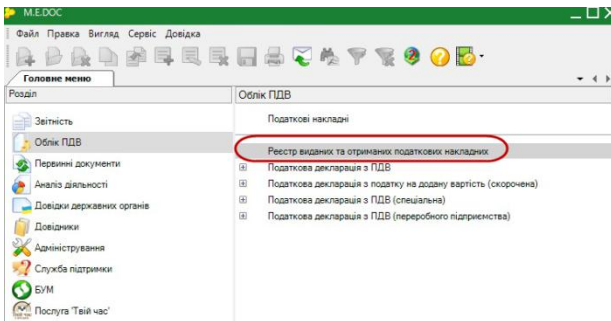 M.E.DOC
Файл Правка Вигляд Сервіс Довідка
Головне меню
Розділ
Облік ПДВ
Звітність
Облік ПДВ
Первинні документи
Аналіз діяльності
Довідки державних органів
Довідники
Адміністрування
Служба підтримки
БУМ
Послуга 'Твій час'
Податкові накладні
Реєстр виданих та отриманих податкових накладних
Податкова декларація з ПДВ
Податкова декларація з податку на додану вартість (скорочена)
Податкова декларація з ПДВ (спеціальна)
Податкова декларація з ПДВ (переробного підприємства)